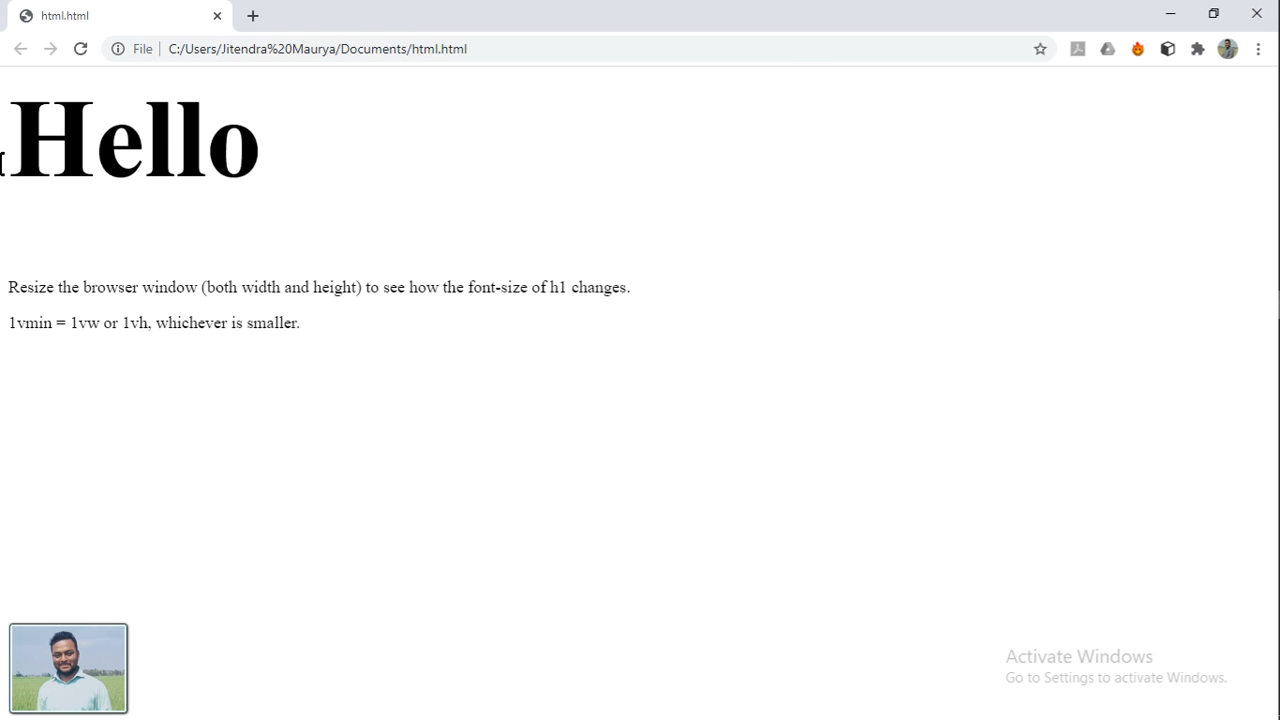 html.html
File
C:/Users/Jitendra%20Maurya/Documents/html.html
Hello
Resize the browser window (both width and height) to see how the font-size of h1 changes.
1vmin = 1vw or 1vh, whichever is smaller.
Activate Windows
Go to Settings to activate Windows.